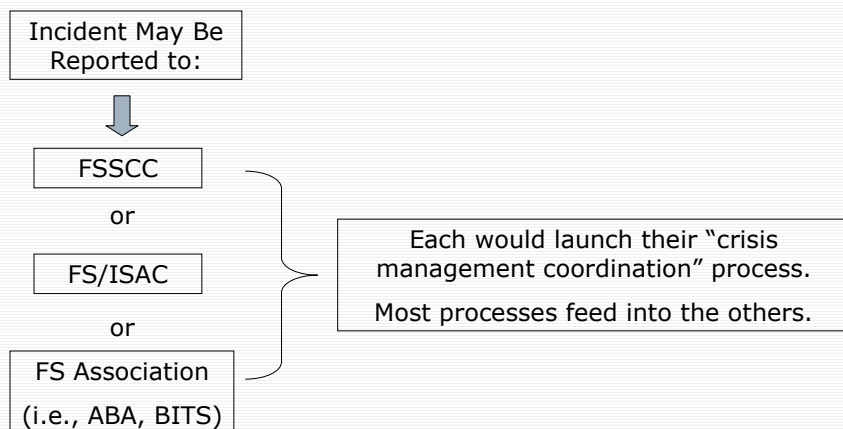 Incident May Be
Reported to:
FSSCC
or
FS/ISAC
or
FS Association
(i.e., ABA, BITS)
Each would launch their “crisis
management coordination” process.
Most processes feed into the others.